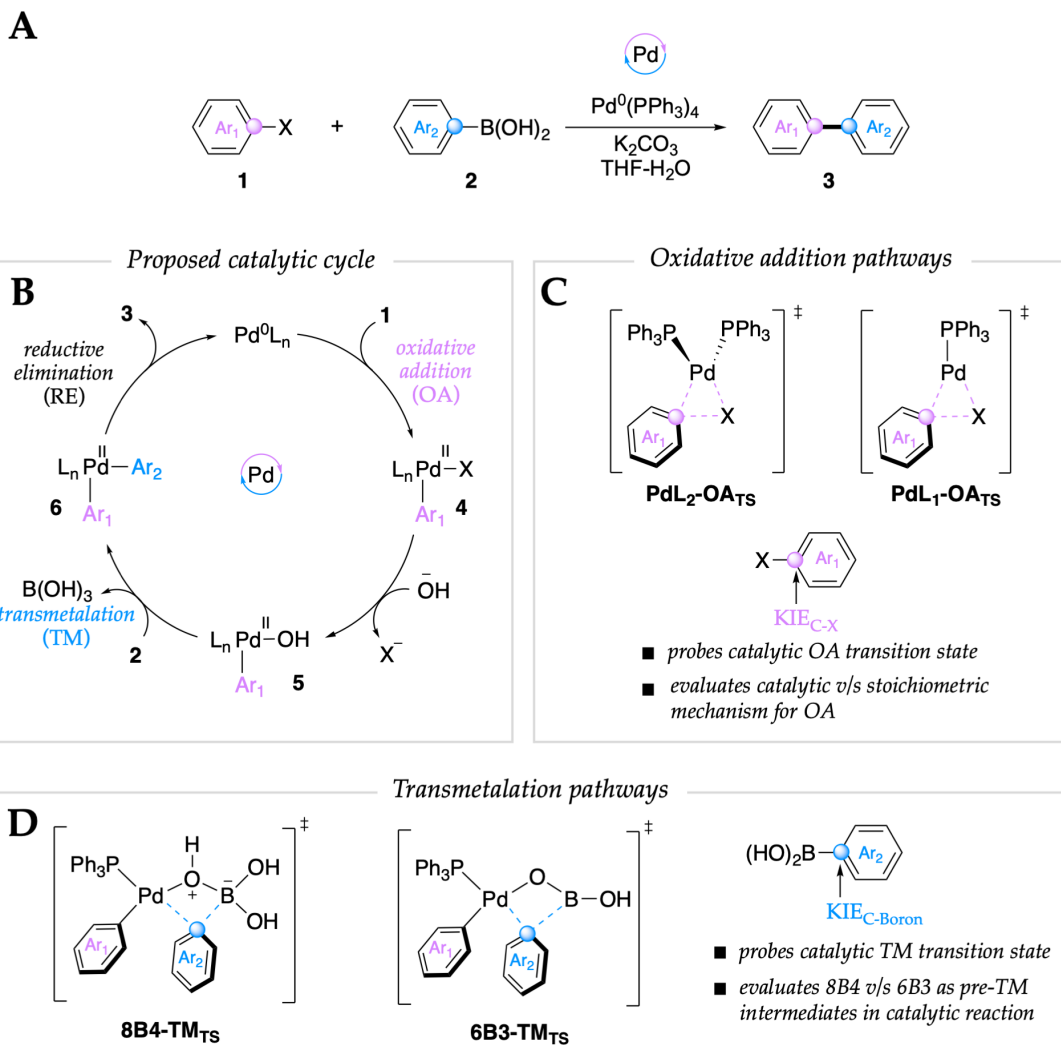 A
Pd
Ar1
X
+
Ar2
B(OH)2
Pd0(PPh3)4
K2CO3
THF-H2O
Ar1
Ar2
1
2
3
Proposed catalytic cycle
B
3
Pd0Ln
1
reductive
elimination
(RE)
oxidative
addition
(OA)
II
LnPd
Ar2
6
Ar1
Pd
II
LnPd
X
Ar1
4
B(OH)3
transmetalation
(TM)
2
II
LnPd
OH
Ar1
5
−
OH
X−
Oxidative addition pathways
C
‡
Ph3P
PPh3
Pd
X
Ar1
PdL2-OATS
‡
PPh3
Pd
X
Ar1
PdL1-OATS
X
Ar1
KIEC-X
■ probes catalytic OA transition state
■ evaluates catalytic v/s stoichiometric
mechanism for OA
Transmetalation pathways
D
‡
H
Ph3P
O
+
OH
Pd
−
B
OH
Ar1
Ar2
8B4-TMTS
‡
Ph3P
O
Pd
B
OH
Ar1
Ar2
6B3-TMTS
(HO)2B
Ar2
KIEC-Boron
■ probes catalytic TM transition state
■ evaluates 8B4 v/s 6B3 as pre-TM
intermediates in catalytic reaction